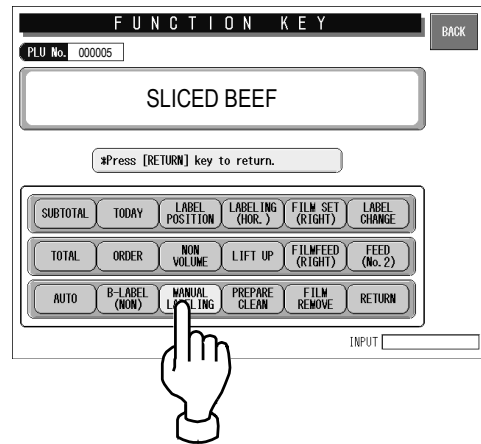 FUNCTION KEY
BACK
PLU No. 000005
SLICED BEEF
*Press [RETURN] key to return.
SUBTOTAL TODAY LABEL POSITION LABELING (HOR.) FILM SET (RIGHT) LABEL CHANGE
TOTAL ORDER NON VOLUME LIFT UP FILMFEED (RIGHT) FEED (No.2)
AUTO B-LABEL (NON) MANUAL LABELING PREPARE CLEAN FILM REMOVE RETURN
INPUT